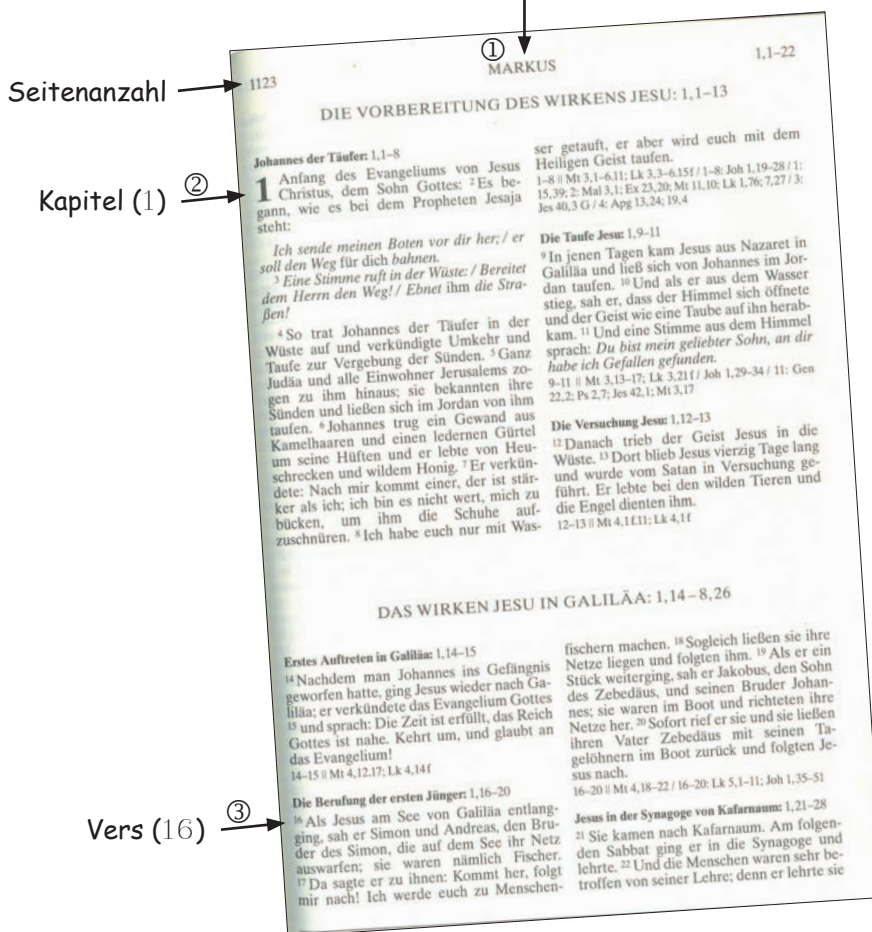 ①
1123
MARKUS
1,1–22
Seitenanzahl
DIE VORBEREITUNG DES WIRKENS JESU: 1,1–13
Johannes der Täufer: 1,1–8
Kapitel (1) ②
1 Anfang des Evangeliums von Jesus
Christus, dem Sohn Gottes: ²Es be-
gann, wie es bei dem Propheten Jesaja
steht:
Ich sende meinen Boten vor dir her; / er
soll den Weg für dich bahnen.
³ Eine Stimme ruft in der Wüste: / Bereitet
dem Herrn den Weg! / Ebnet ihm die Stra-
ßen!
⁴ So trat Johannes der Täufer in der
Wüste auf und verkündigte Umkehr und
Taufe zur Vergebung der Sünden. ⁵ Ganz
Judäa und alle Einwohner Jerusalems zo-
gen zu ihm hinaus; sie bekannten ihre
Sünden und ließen sich im Jordan von ihm
taufen. ⁶ Johannes trug ein Gewand aus
Kamelhaaren und einen ledernen Gürtel
um seine Hüften und er lebte von Heu-
schrecken und wildem Honig. ⁷ Er verkün-
dete: Nach mir kommt einer, der ist stär-
ker als ich; ich bin es nicht wert, mich zu
bücken, um ihm die Schuhe auf-
zuschnüren. ⁸ Ich habe euch nur mit Was-
ser getauft, er aber wird euch mit dem
Heiligen Geist taufen.
1–8 || Mt 3,1–6.11; Lk 3,3–6.15f / 1–8: Joh 1,19–28 / 1:
15,39; 2: Mal 3,1; Ex 23,20; Mt 11,10; Lk 1,76; 7,27 / 3:
Jes 40,3 G / 4: Apg 13,24; 19,4
Die Taufe Jesu: 1,9–11
⁹ In jenen Tagen kam Jesus aus Nazaret in
Galiläa und ließ sich von Johannes im Jor-
dan taufen. ¹⁰ Und als er aus dem Wasser
stieg, sah er, dass der Himmel sich öffnete
und der Geist wie eine Taube auf ihn herab-
kam. ¹¹ Und eine Stimme aus dem Himmel
sprach: Du bist mein geliebter Sohn, an dir
habe ich Gefallen gefunden.
9–11 || Mt 3,13–17; Lk 3,21f / Joh 1,29–34 / 11: Gen
22,2; Ps 2,7; Jes 42,1; Mt 3,17
Die Versuchung Jesu: 1,12–13
¹² Danach trieb der Geist Jesus in die
Wüste. ¹³ Dort blieb Jesus vierzig Tage lang
und wurde vom Satan in Versuchung ge-
führt. Er lebte bei den wilden Tieren und
die Engel dienten ihm.
12–13 || Mt 4,1f.11; Lk 4,1f
DAS WIRKEN JESU IN GALILÄA: 1,14–8,26
Erstes Auftreten in Galiläa: 1,14–15
¹⁴ Nachdem man Johannes ins Gefängnis
geworfen hatte, ging Jesus wieder nach Ga-
liläa; er verkündete das Evangelium Gottes
¹⁵ und sprach: Die Zeit ist erfüllt, das Reich
Gottes ist nahe. Kehrt um, und glaubt an
das Evangelium!
14–15 || Mt 4,12.17; Lk 4,14f
Die Berufung der ersten Jünger: 1,16–20
Vers (16) ③
¹⁶ Als Jesus am See von Galiläa entlang-
ging, sah er Simon und Andreas, den Bru-
der des Simon, die auf dem See ihr Netz
auswarfen; sie waren nämlich Fischer.
¹⁷ Da sagte er zu ihnen: Kommt her, folgt
mir nach! Ich werde euch zu Menschen-
fischern machen. ¹⁸ Sogleich ließen sie ihre
Netze liegen und folgten ihm. ¹⁹ Als er ein
Stück weiterging, sah er Jakobus, den Sohn
des Zebedäus, und seinen Bruder Johan-
nes; sie waren im Boot und richteten ihre
Netze her. ²⁰ Sofort rief er sie und sie ließen
ihren Vater Zebedäus mit seinen Ta-
gelöhnern im Boot zurück und folgten Je-
sus nach.
16–20 || Mt 4,18–22 / 16–20: Lk 5,1–11; Joh 1,35–51
Jesus in der Synagoge von Kafarnaum: 1,21–28
²¹ Sie kamen nach Kafarnaum. Am folgen-
den Sabbat ging er in die Synagoge und
lehrte. ²² Und die Menschen waren sehr be-
troffen von seiner Lehre; denn er lehrte sie